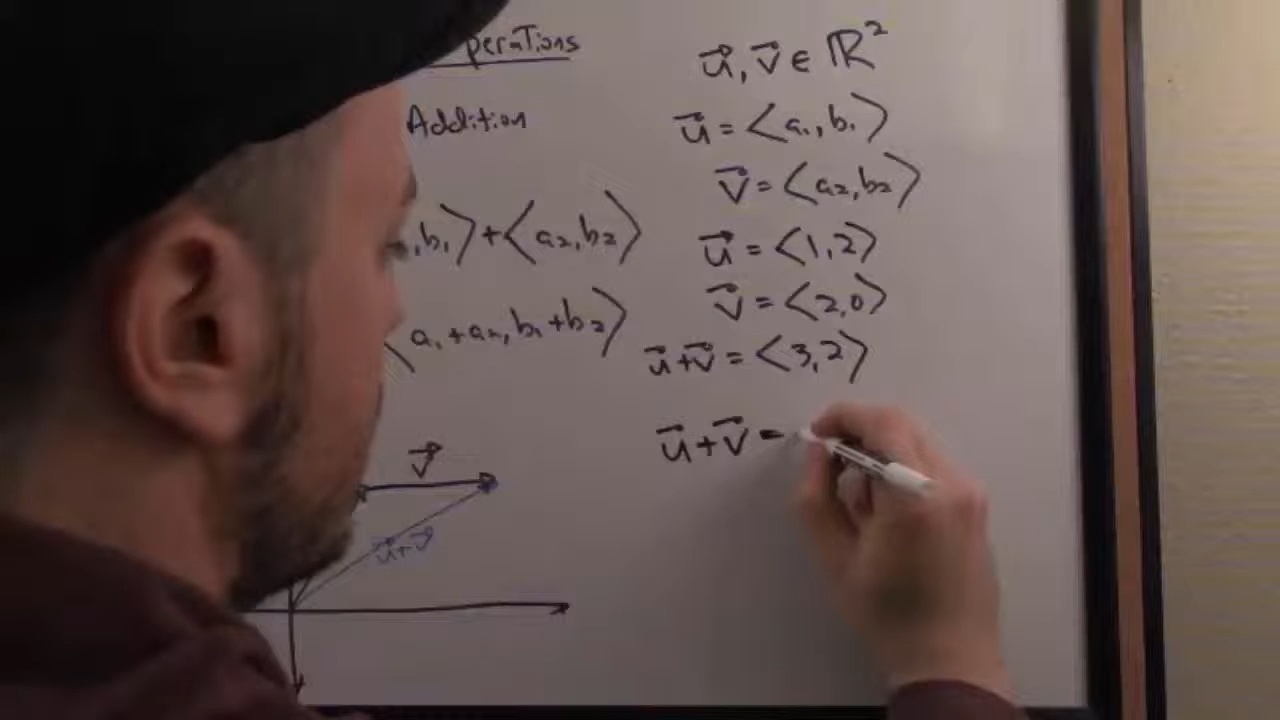 perations
Addition
,b₁⟩+⟨a₂,b₂⟩
⟨a₁+a₂,b₁+b₂⟩
v⃗
u⃗+v⃗
u⃗,v⃗∈ℝ²
u⃗=⟨a₁,b₁⟩
v⃗=⟨a₂,b₂⟩
u⃗=⟨1,2⟩
v⃗=⟨2,0⟩
u⃗+v⃗=⟨3,2⟩
u⃗+v⃗=